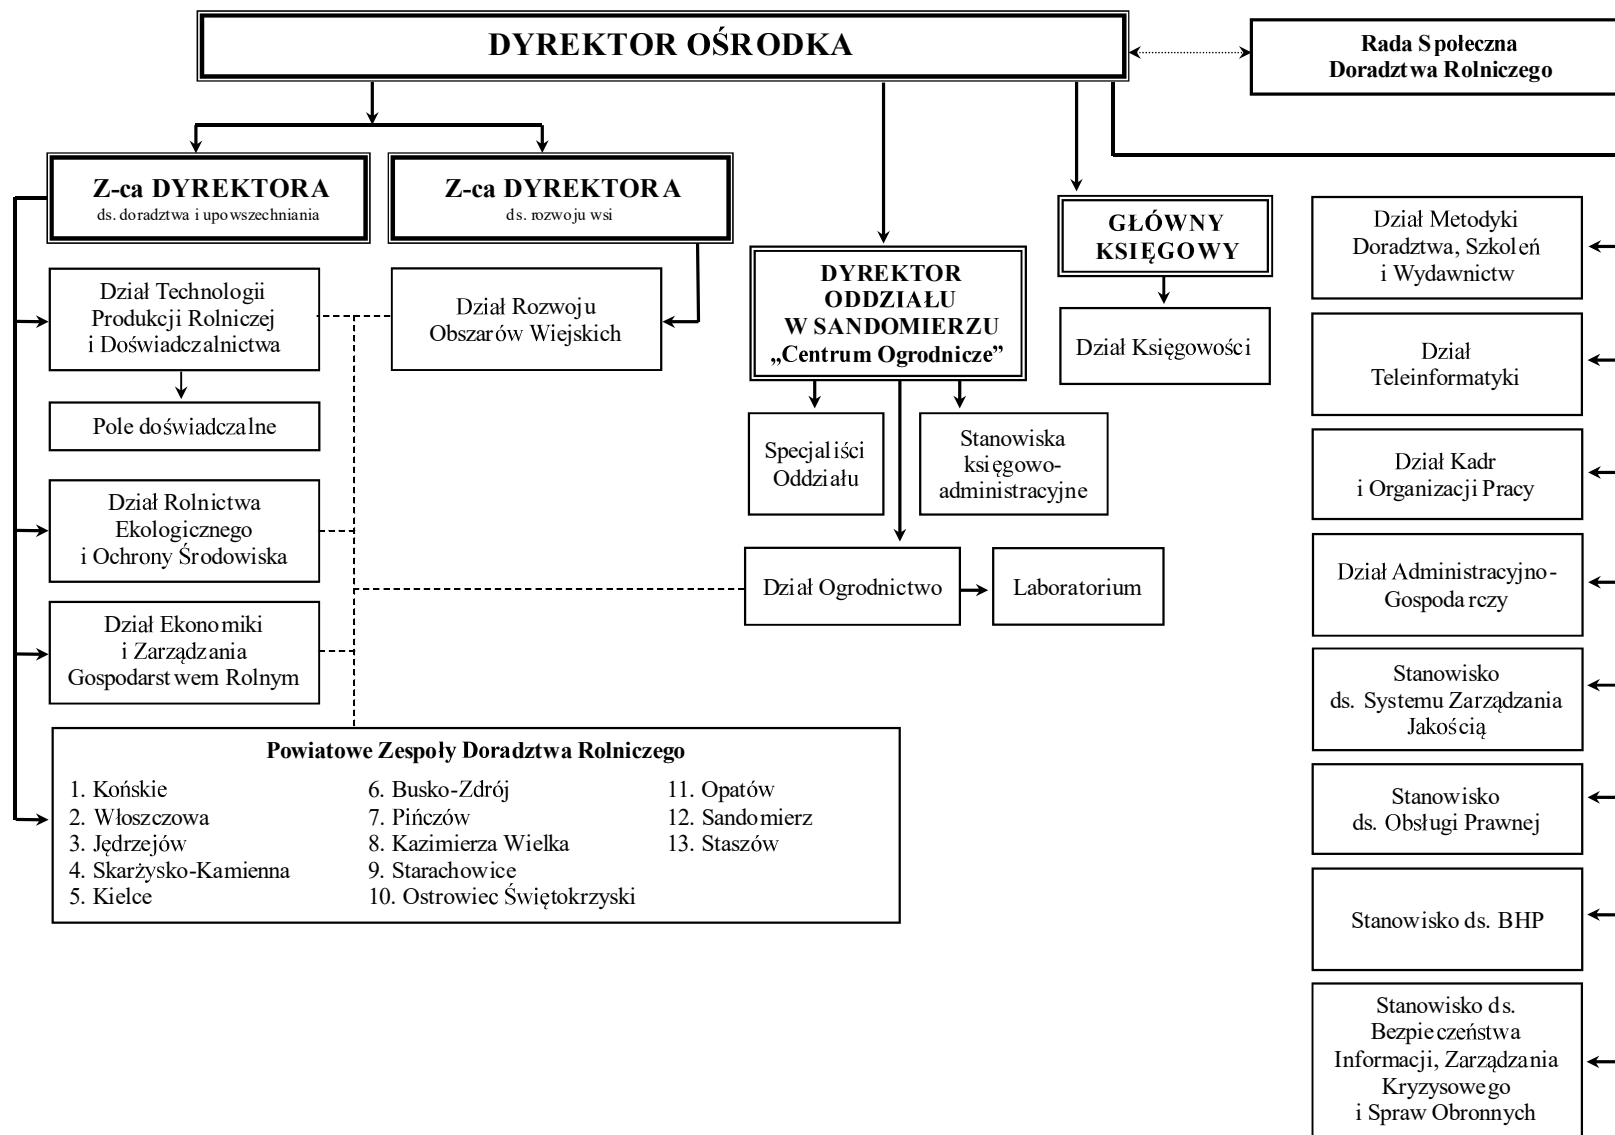 DYREKTOR OŚRODKA
Rada Społeczna
Doradztwa Rolniczego
Z-ca DYREKTORA
ds. doradztwa i upowszechniania
Z-ca DYREKTORA
ds. rozwoju wsi
GŁÓWNY
KSIĘGOWY
DYREKTOR
ODDZIAŁU
W SANDOMIERZU
„Centrum Ogrodnicze”
Dział Technologii
Produkcji Rolniczej
i Doświadczalnictwa
Dział Rozwoju
Obszarów Wiejskich
Dział Księgowości
Pole doświadczalne
Specjaliści
Oddziału
Stanowiska
księgowo-
administracyjne
Dział Rolnictwa
Ekologicznego
i Ochrony Środowiska
Dział Ogrodnictwo
Laboratorium
Dział Ekonomiki
i Zarządzania
Gospodarstwem Rolnym
Powiatowe Zespoły Doradztwa Rolniczego
1. Końskie
2. Włoszczowa
3. Jędrzejów
4. Skarżysko-Kamienna
5. Kielce
6. Busko-Zdrój
7. Pińczów
8. Kazimierza Wielka
9. Starachowice
10. Ostrowiec Świętokrzyski
11. Opatów
12. Sandomierz
13. Staszów
Dział Metodyki
Doradztwa, Szkoleń
i Wydawnictw
Dział
Teleinformatyki
Dział Kadr
i Organizacji Pracy
Dział Administracyjno-
Gospodarczy
Stanowisko
ds. Systemu Zarządzania
Jakością
Stanowisko
ds. Obsługi Prawnej
Stanowisko ds. BHP
Stanowisko ds.
Bezpieczeństwa
Informacji, Zarządzania
Kryzysowego
i Spraw Obronnych